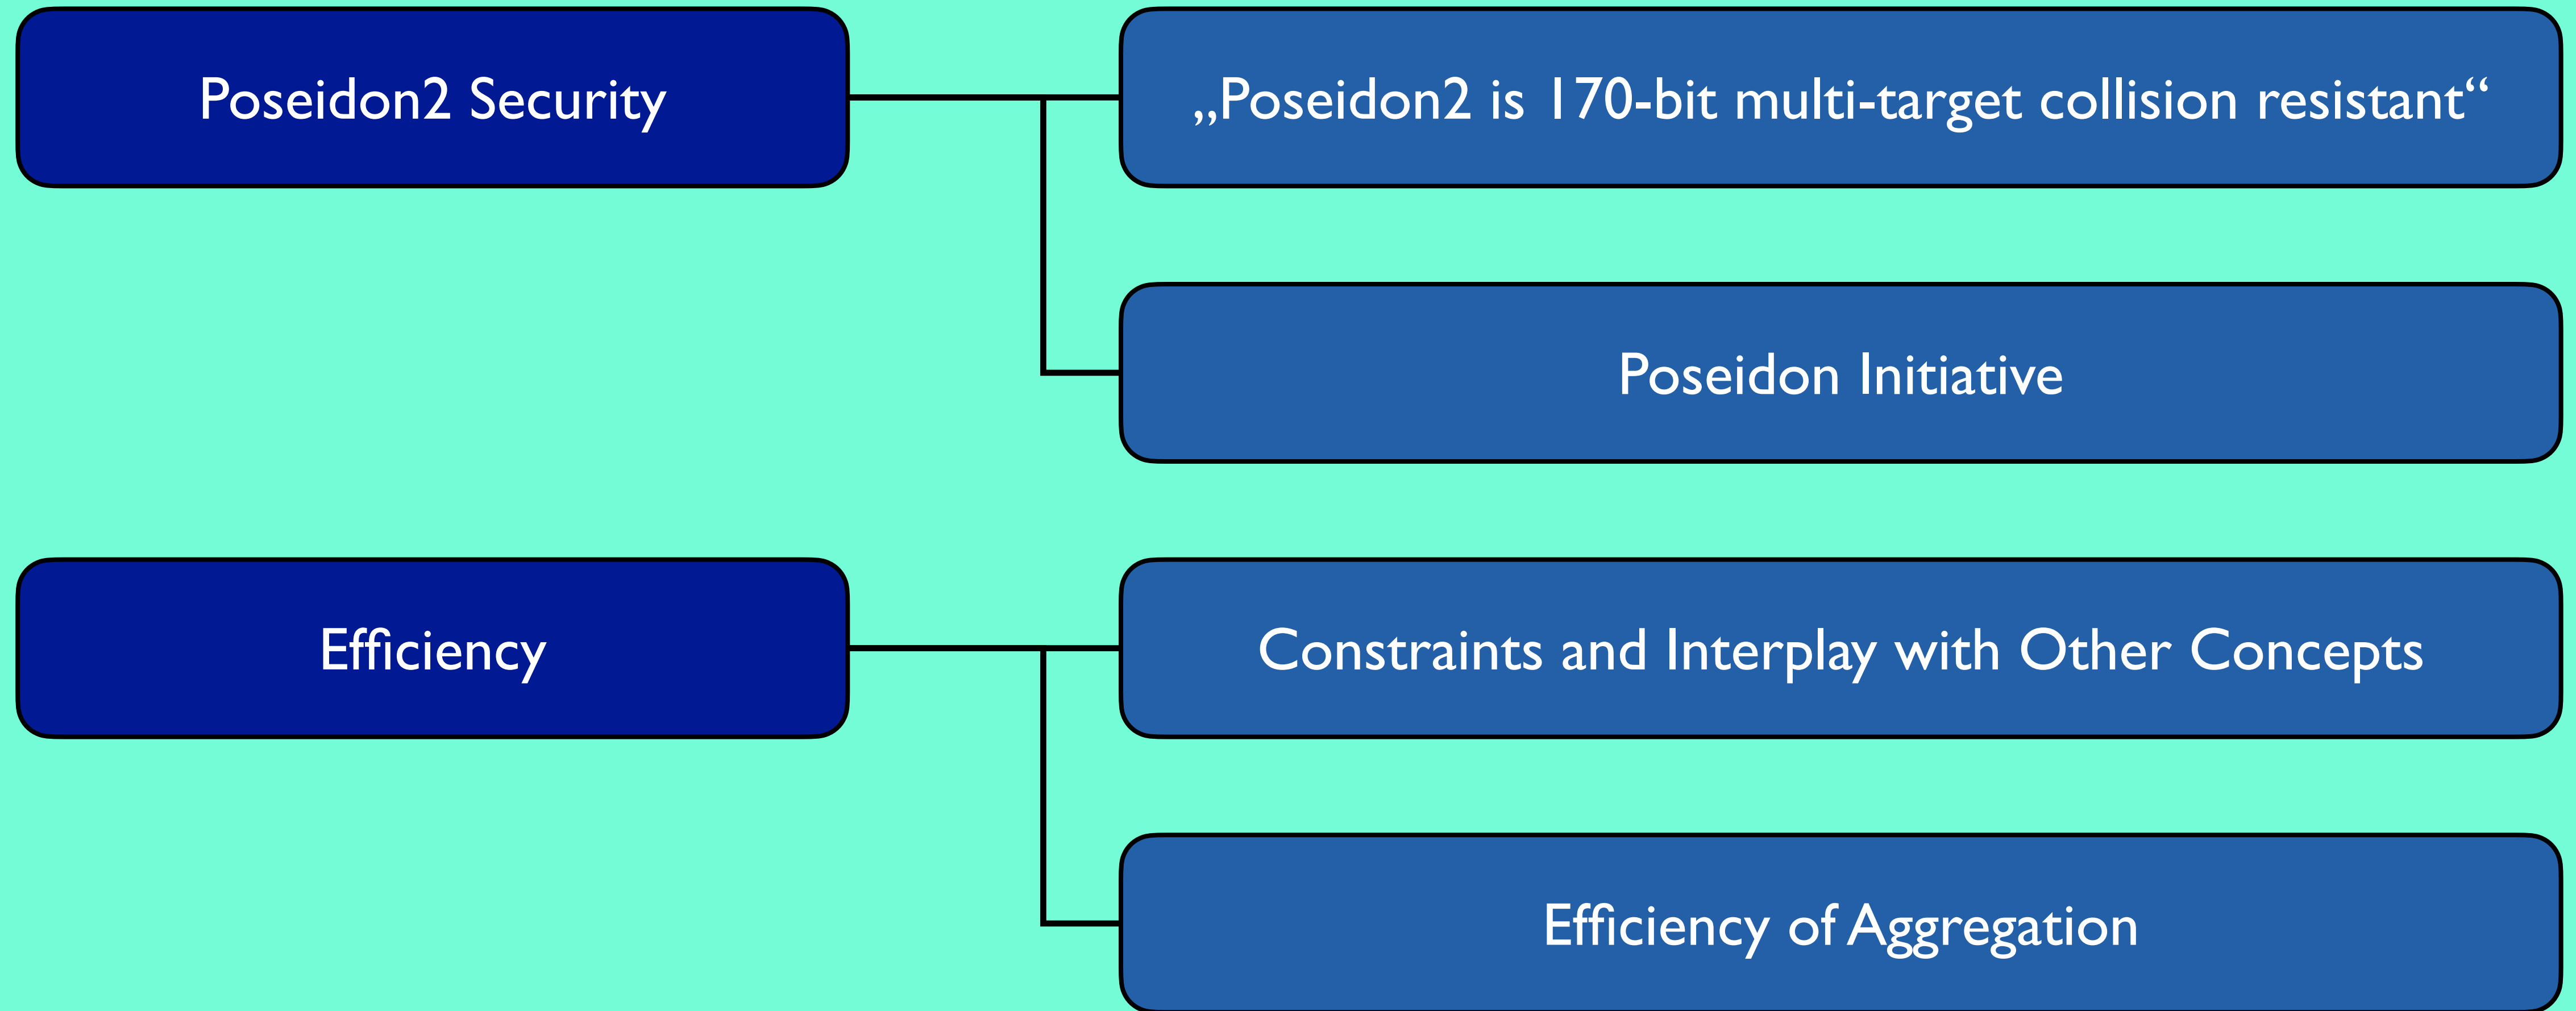 Poseidon2 Security
„Poseidon2 is 170-bit multi-target collision resistant“
Poseidon Initiative
Efficiency
Constraints and Interplay with Other Concepts
Efficiency of Aggregation